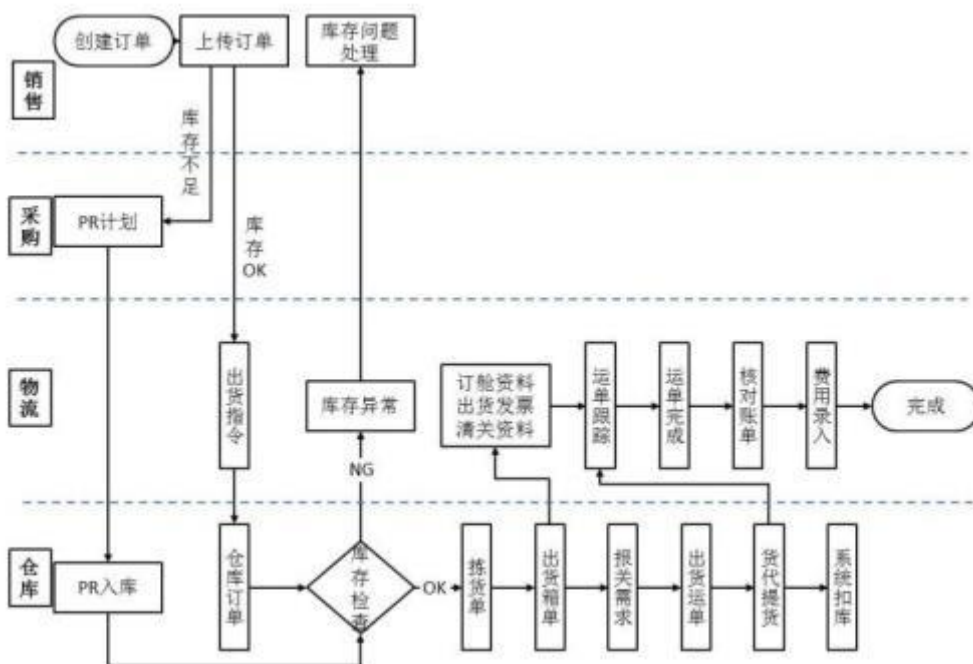 销售
创建订单
上传订单
库存问题
处理
库存不足
采购
PR计划
库存
OK
物流
出货指令
库存异常
订舱资料
出货发票
清关资料
运单跟踪
运单完成
核对账单
费用录入
完成
NG
仓库
PR入库
仓库订单
库存检查
OK
拣货单
出货箱单
报关需求
出货运单
货代提货
系统扣库